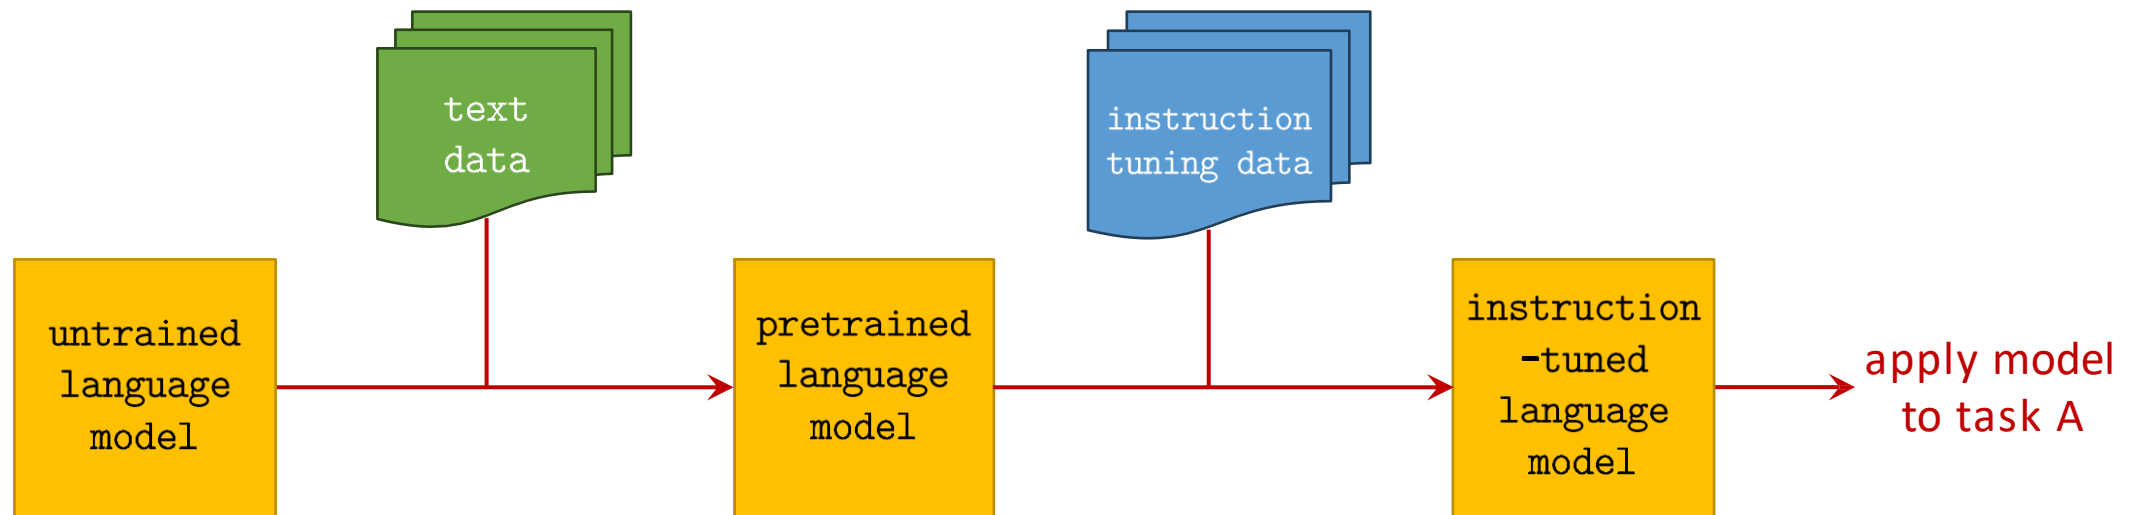 text
data
instruction
tuning data
untrained
language
model
pretrained
language
model
instruction
-tuned
language
model
apply model
to task A